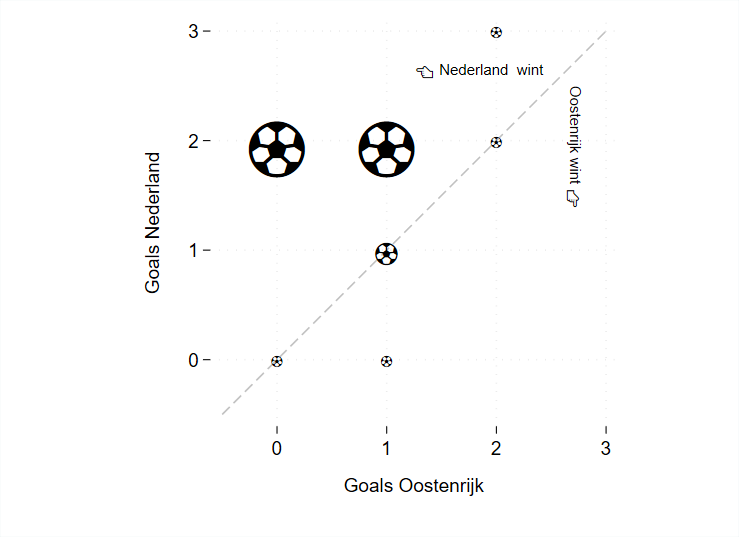 3
👈 Nederland  wint
Oostenrijk wint 👉
2
Goals Nederland
1
0
0 1 2 3
Goals Oostenrijk